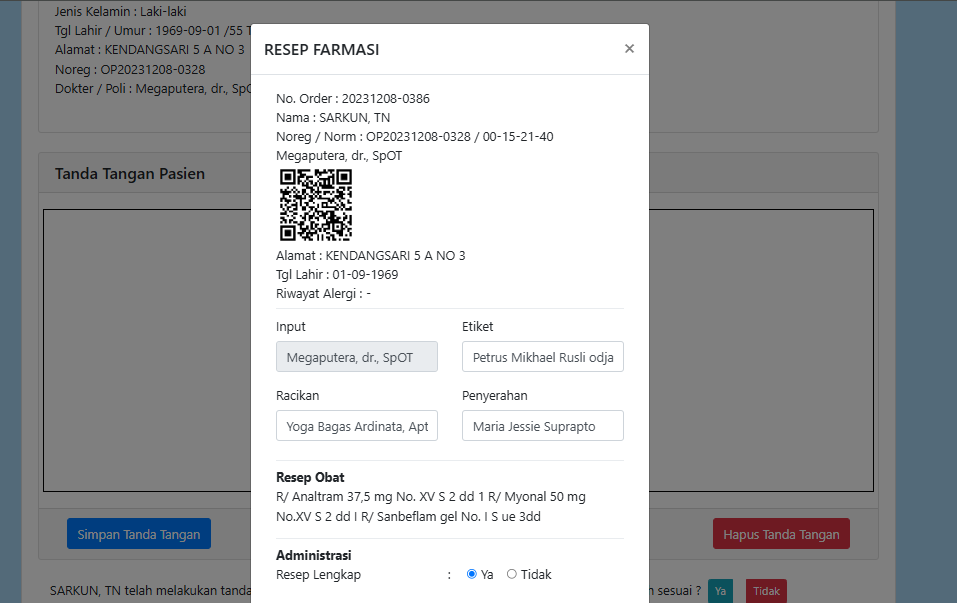 Jenis Kelamin : Laki-laki
Tgl Lahir / Umur : 1969-09-01 /55
Alamat : KENDANGSARI 5 A NO 3
Noreg : OP20231208-0328
Dokter / Poli : Megaputera, dr.,
Tanda Tangan Pasien
RESEP FARMASI
×
No. Order : 20231208-0386
Nama : SARKUN, TN
Noreg / Norm : OP20231208-0328 / 00-15-21-40
Megaputera, dr., SpOT
Alamat : KENDANGSARI 5 A NO 3
Tgl Lahir : 01-09-1969
Riwayat Alergi : -
Input
Etiket
Megaputera, dr., SpOT
Petrus Mikhael Rusli odja
Racikan
Penyerahan
Yoga Bagas Ardinata, Apt
Maria Jessie Suprapto
Resep Obat
R/ Analtram 37,5 mg No. XV S 2 dd 1 R/ Myonal 50 mg
No.XV S 2 dd I R/ Sanbeflam gel No. I S ue 3dd
Administrasi
Resep Lengkap : Ya Tidak
Simpan Tanda Tangan
Hapus Tanda Tangan
SARKUN, TN telah melakukan
sesuai ? Ya Tidak